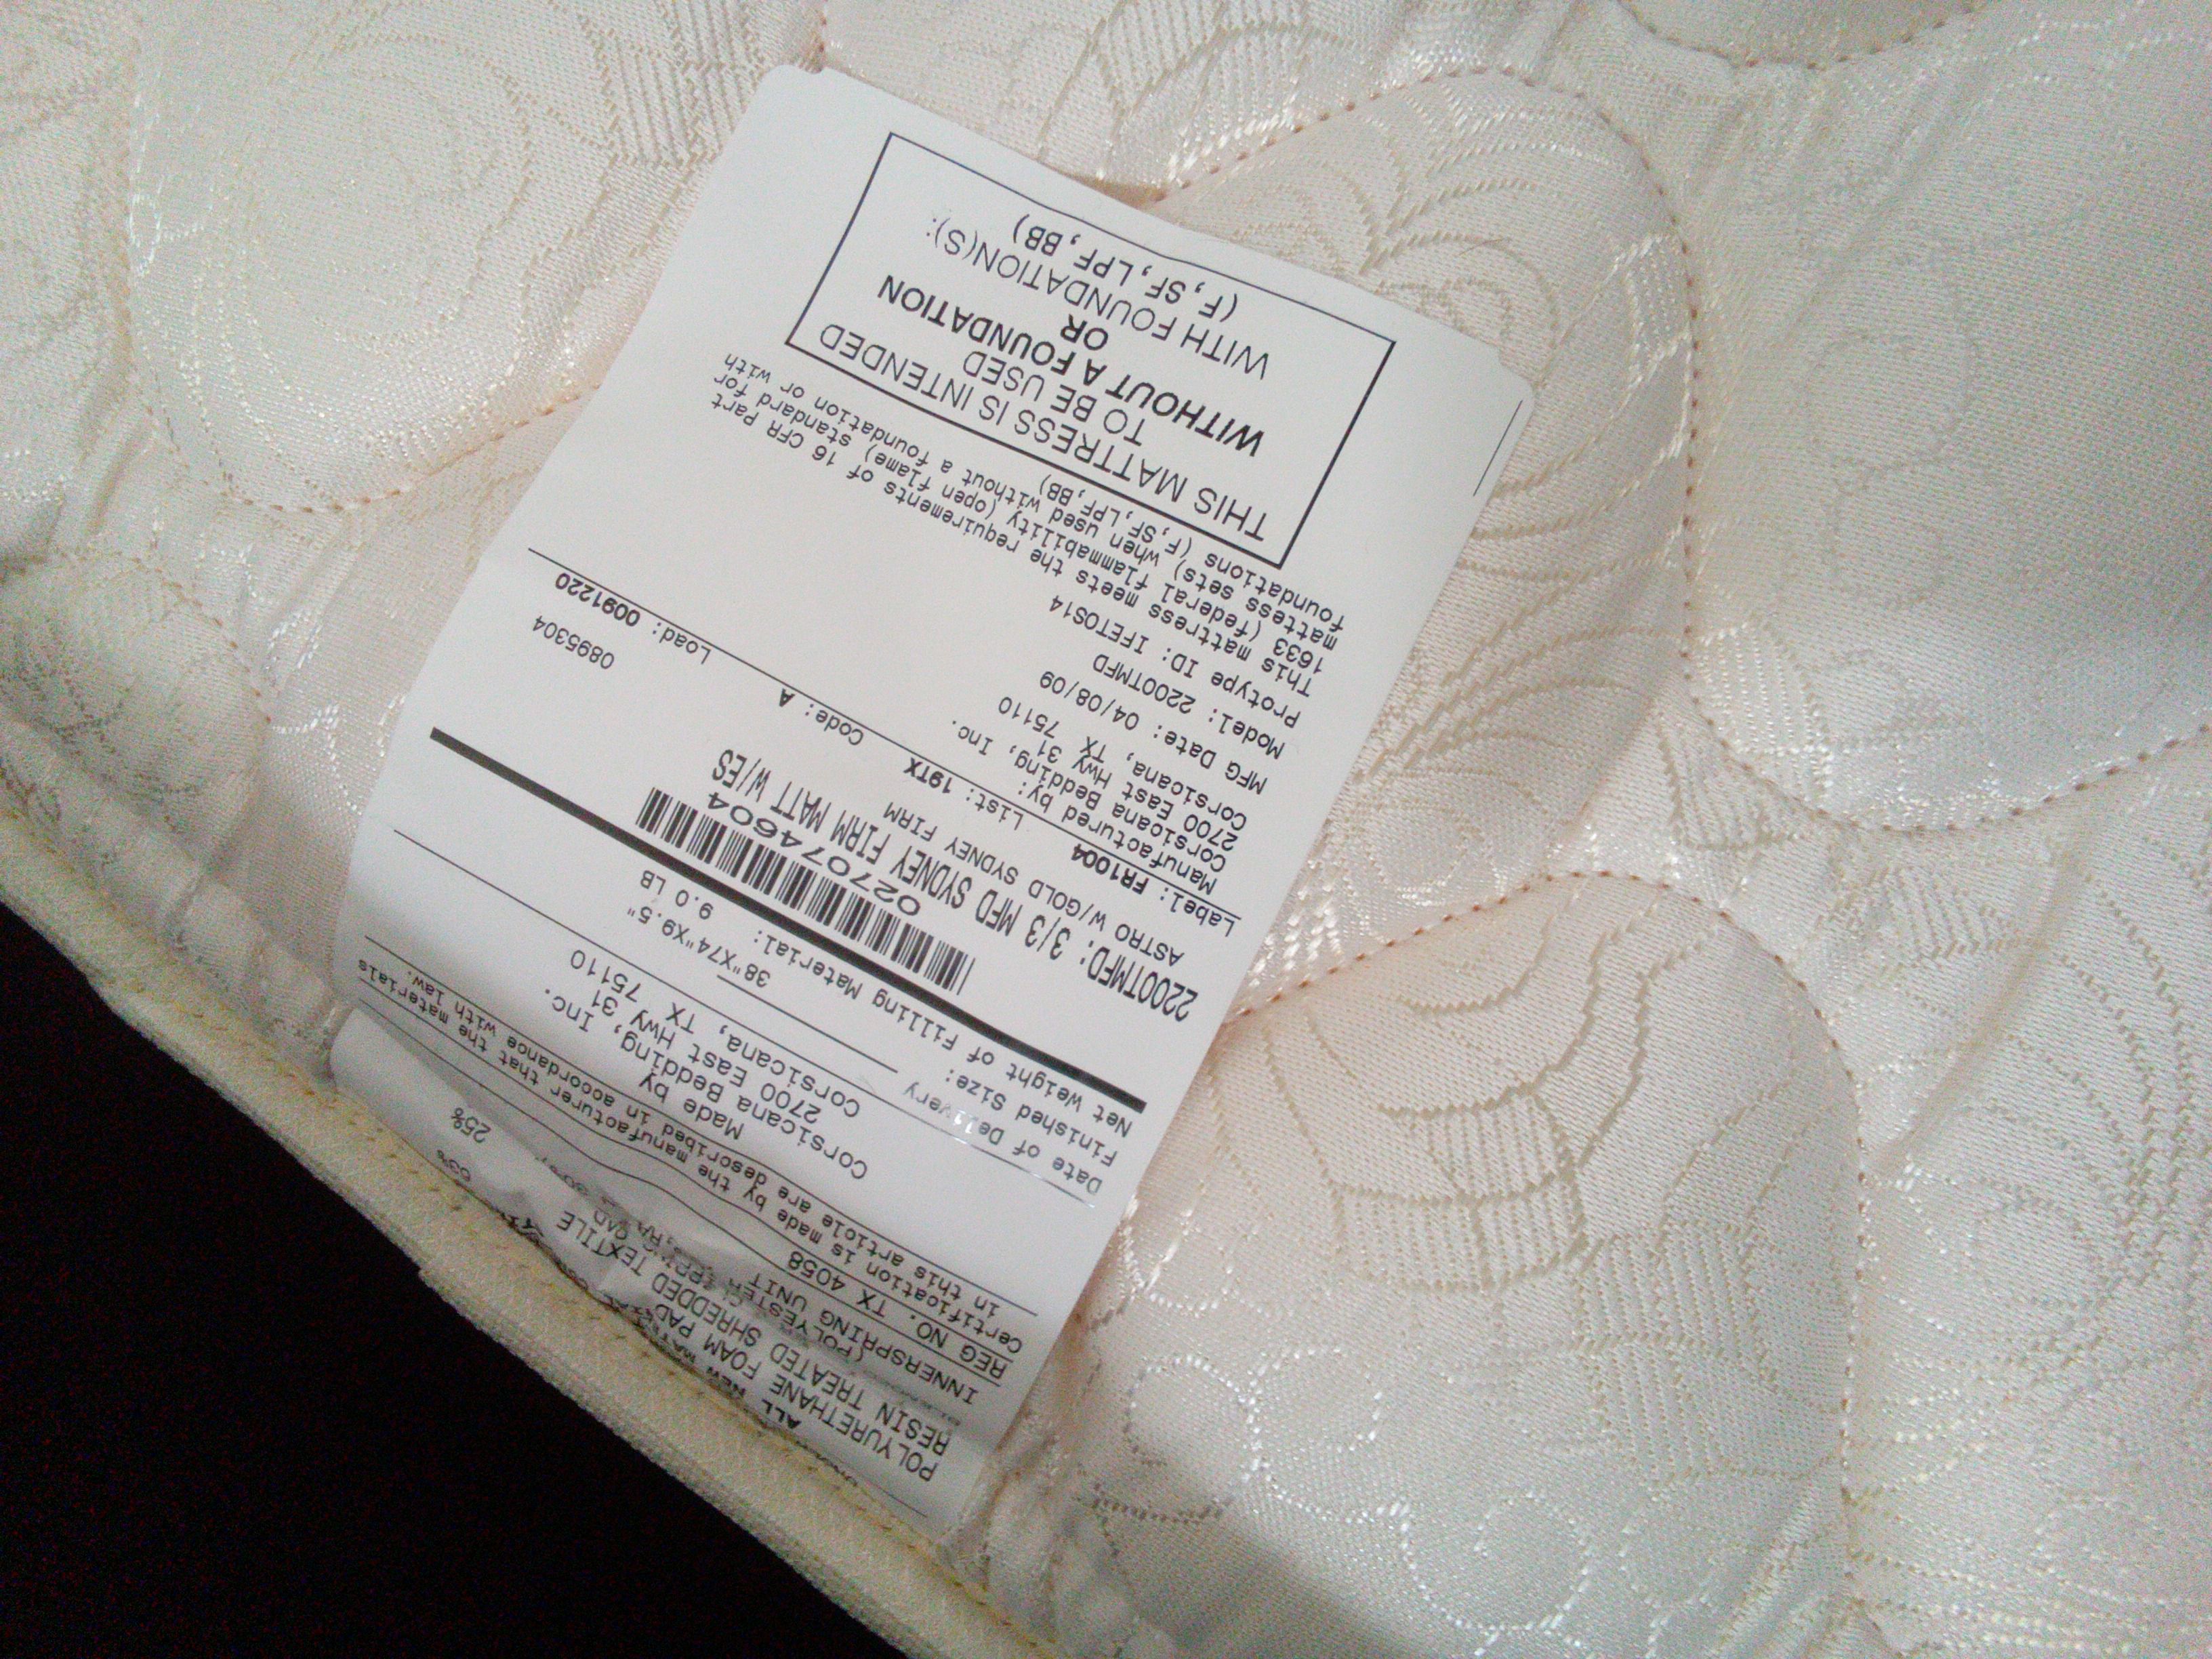 ALL NEW
POLYURETHANE FOAM PAD
RESIN TREATED SHREDDED TEXTILE 25%
(POLYESTER
INNERSPRING UNIT
REG NO. TX 4058
Certification is made by the manufacturer that the materials
in this article are described in accordance with law.
Made by
Corsicana Bedding, Inc.
2700 East Hwy 31
Corsicana, TX 75110
Date of Delivery
Finished Size: 38"X74"X9.5"
Net Weight of Filling Material: 9.0 LB
027074604
2200TMFD: 3/3 MFD SYDNEY FIRM MATT W/ES
ASTRO W/GOLD SYDNEY FIRM 0895304
Label: FR1004 List: 19TX Code: A Load: 0091220
Manufactured by:
Corsicana Bedding, Inc.
2700 East Hwy 31
Corsicana, TX 75110
MFG Date: 04/08/09
Model: 2200TMFD
Protype ID: IFETOS14
This mattress meets the requirements of 16 CFR Part
1633 (federal flammability (open flame) standard for
mattess sets) when used without a foundation or with
foundations (F,SF,LPF,BB)
THIS MATTRESS IS INTENDED
TO BE USED
WITHOUT A FOUNDATION
OR
WITH FOUNDATION(S):
(F,SF,LPF,BB)